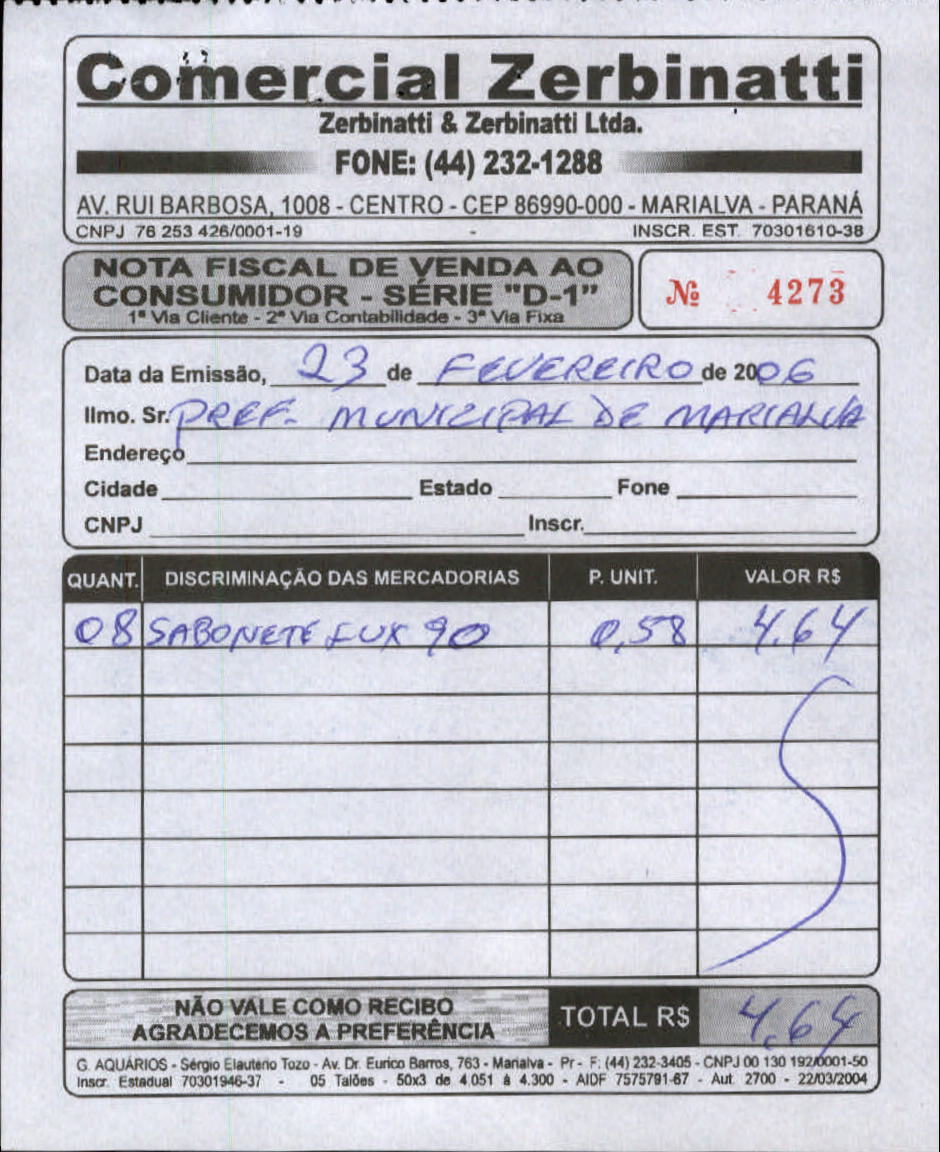 Comercial Zerbinatti
Zerbinatti & Zerbinatti Ltda.
FONE: (44) 232-1288
AV. RUI BARBOSA, 1008 - CENTRO - CEP 86990-000 - MARIALVA - PARANÁ
CNPJ 76 253 426/0001-19 - INSCR. EST. 70301610-38
NOTA FISCAL DE VENDA AO
CONSUMIDOR - SÉRIE "D-1"
1ª Via Cliente - 2ª Via Contabilidade - 3ª Via Fixa
Nº 4273
Data da Emissão, 23 de FEVEREIRO de 2006
Ilmo. Sr. PREF. MUNICIPAL DE MARIALVA
Endereço
Cidade Estado Fone
CNPJ Inscr.
QUANT. DISCRIMINAÇÃO DAS MERCADORIAS P. UNIT. VALOR R$
08 SABONETE LUX 90 0,58 4.64
NÃO VALE COMO RECIBO
AGRADECEMOS A PREFERÊNCIA
TOTAL R$ 4,64
G. AQUÁRIOS - Sérgio Elauterio Tozo - Av. Dr. Eurico Barros, 763 - Marialva - Pr - F: (44) 232-3405 - CNPJ 00 130 192/0001-50
Inscr. Estadual 70301946-37 - 05 Talões - 50x3 de 4.051 à 4.300 - AIDF 7575791-67 - Aut. 2700 - 22/03/2004